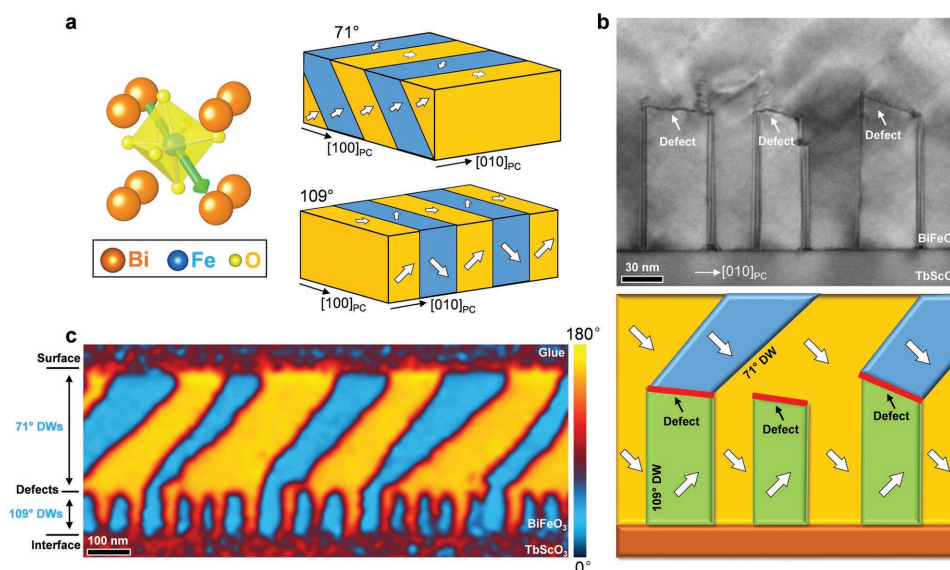 a
71°
[100]PC
[010]PC
109°
[100]PC
[010]PC
Bi Fe O
b
Defect
Defect
Defect
BiFeO
30 nm
[010]PC
TbScO
71° DW
Defect
Defect
Defect
109° DW
c
180°
Surface
Glue
71° DWs
Defects
109° DWs
BiFeO₃
Interface
100 nm
TbScO₃
0°